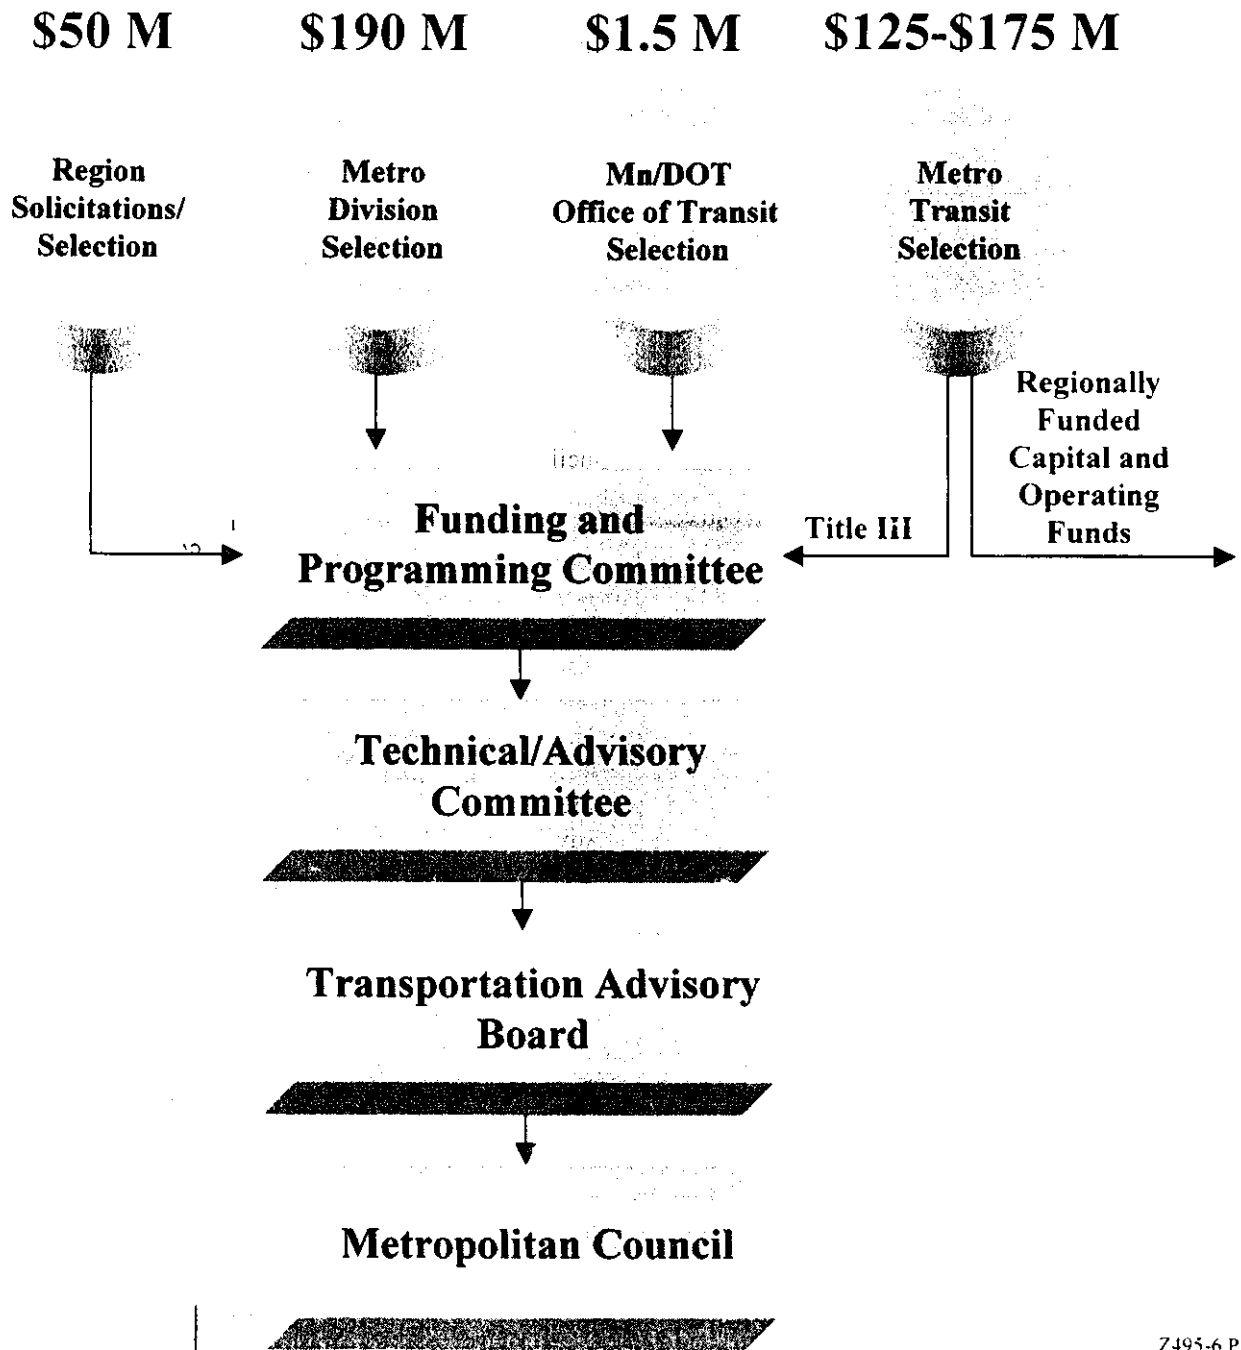 $50 M $190 M $1.5 M $125-$175 M
Region
Solicitations/
Selection
Metro
Division
Selection
Mn/DOT
Office of Transit
Selection
Metro
Transit
Selection
Regionally
Funded
Capital and
Operating
Funds
Title III
Funding and
Programming Committee
Technical/Advisory
Committee
Transportation Advisory
Board
Metropolitan Council
Z495-6 P